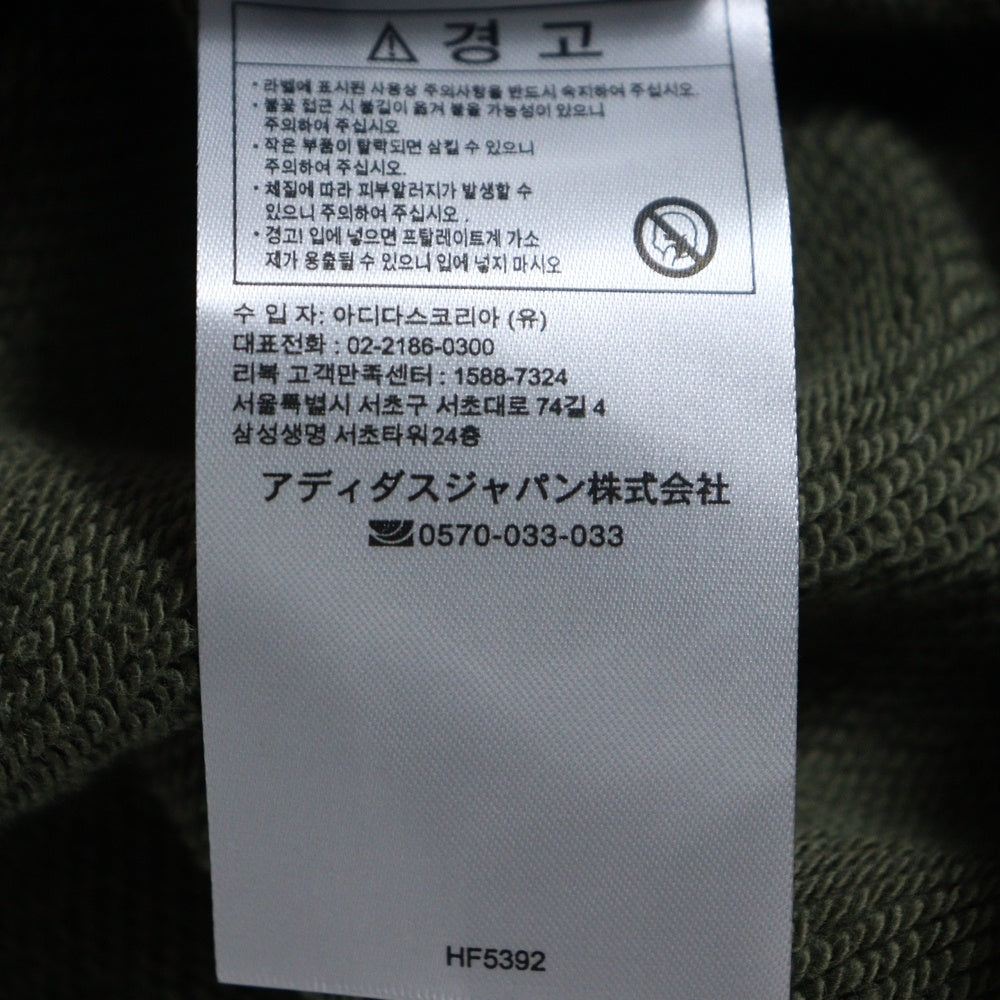 경 고
• 라벨에 표시된 사용상 주의사항을 반드시 숙지하여 주십시오.
• 불꽃 접근 시 불길이 옮겨 붙을 가능성이 있으니
주의하여 주십시오
• 작은 부품이 탈락되면 삼킬 수 있으니
주의하여 주십시오.
• 체질에 따라 피부알러지가 발생할 수
있으니 주의하여 주십시오 .
• 경고! 입에 넣으면 프탈레이트계 가소
제가 용출될 수 있으니 입에 넣지 마시오
수 입 자: 아디다스코리아 (유)
대표전화 : 02-2186-0300
리복 고객만족센터 : 1588-7324
서울특별시 서초구 서초대로 74길 4
삼성생명 서초타워24층
アディダスジャパン株式会社
0570-033-033
HF5392